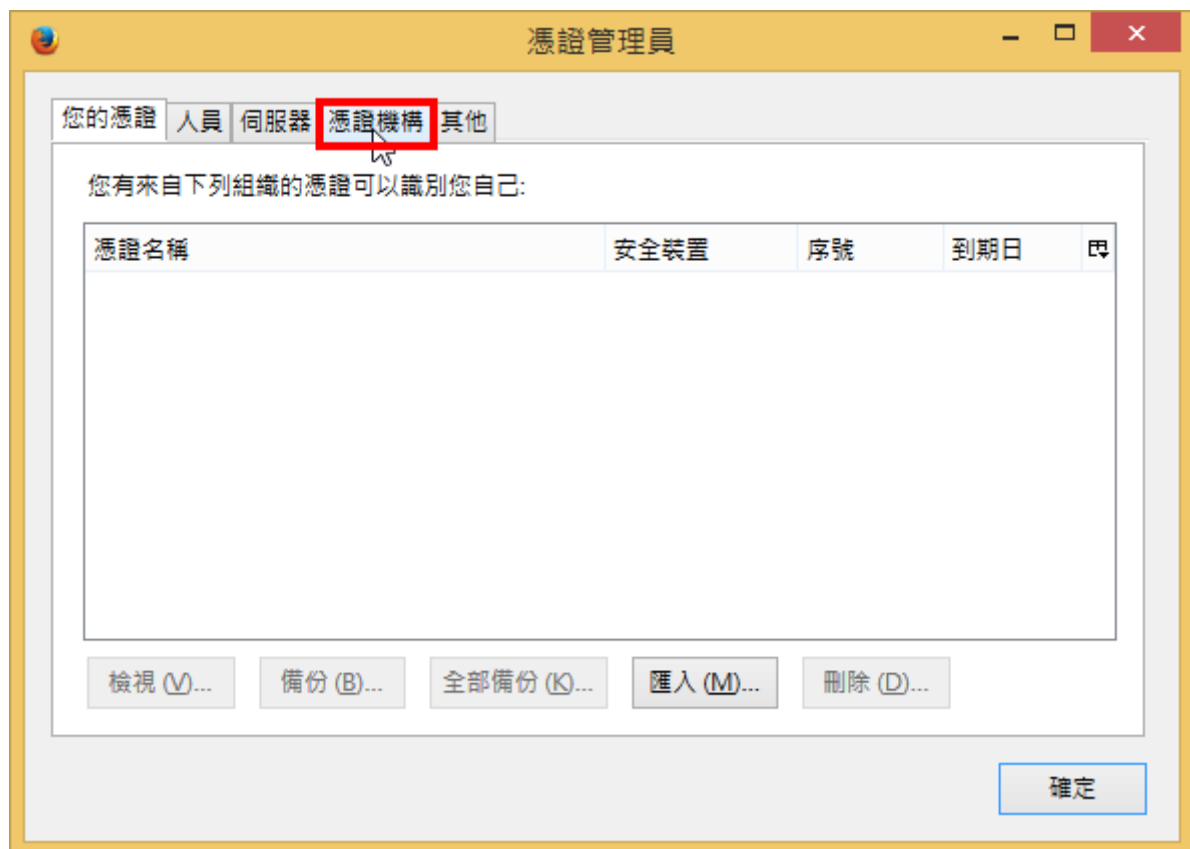 憑證管理員
您的憑證 人員 伺服器 憑證機構 其他
您有來自下列組織的憑證可以識別您自己:
憑證名稱 安全裝置 序號 到期日
檢視 (V)... 備份 (B)... 全部備份 (K)... 匯入 (M)... 刪除 (D)...
確定